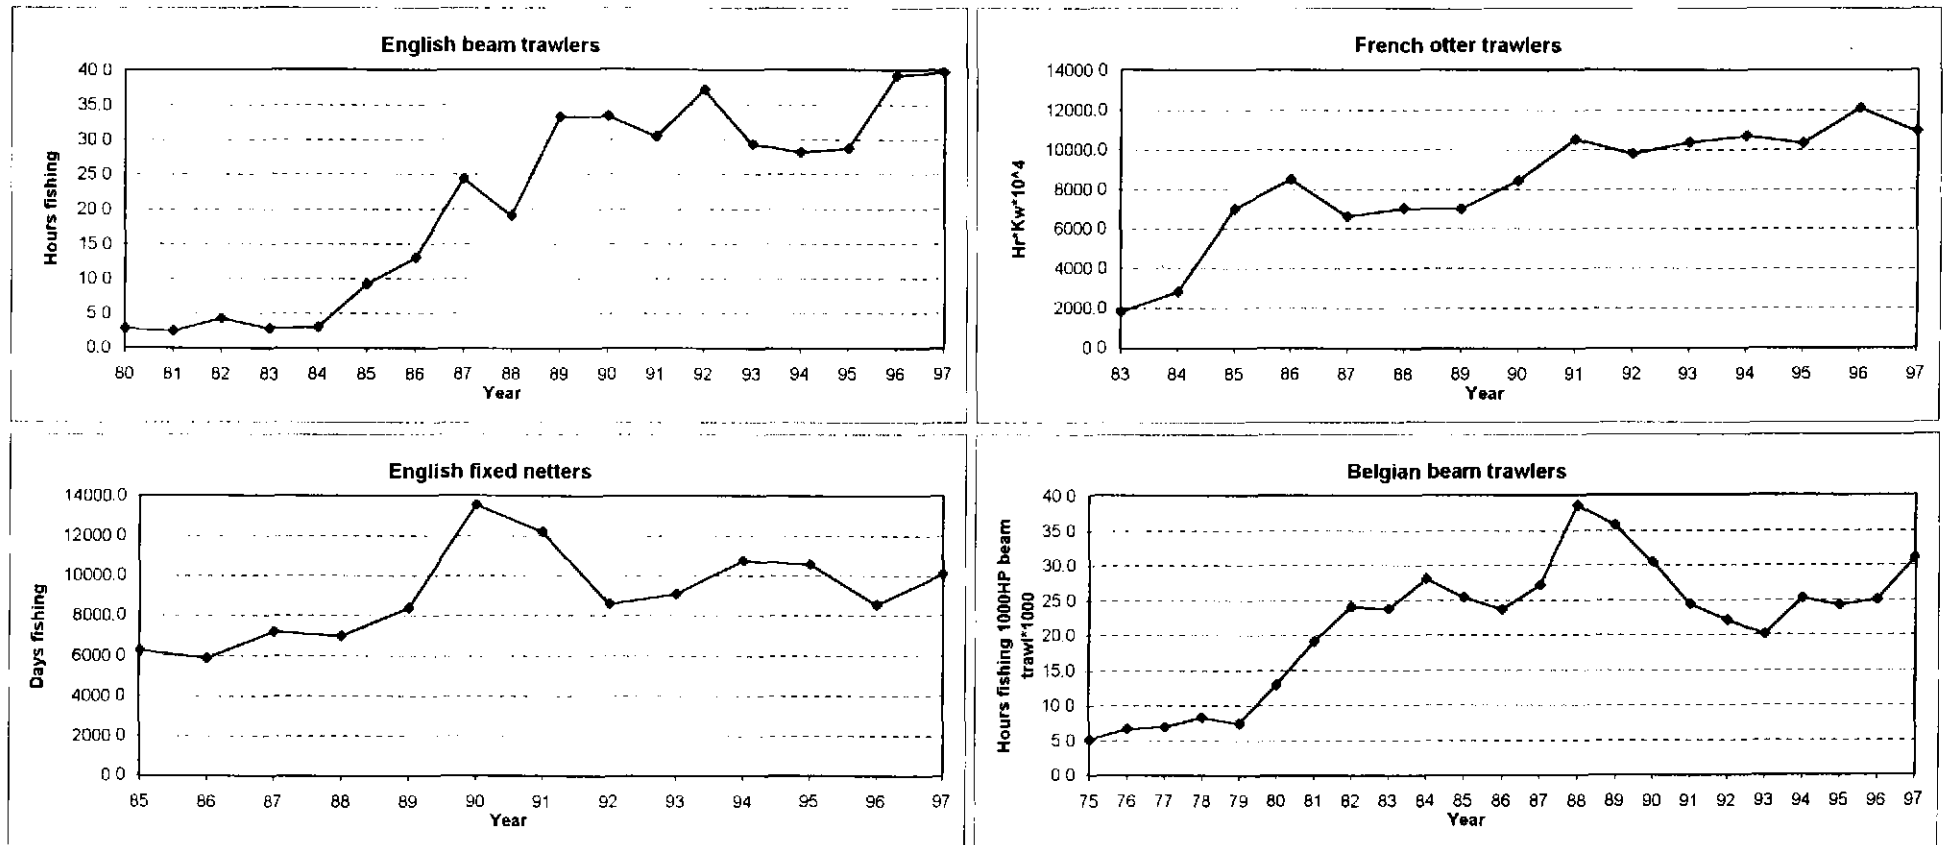 English beam trawlers
Hours fishing
40 0
35.0
30.0
25.0
20 0
15 0
10 0
5 0
0.0
80 81 82 83 84 85 86 87 88 89 90 91 92 93 94 95 96 97
Year
French otter trawlers
Hr*Kw*10^4
14000 0
12000 0
10000.0
8000 0
6000 0
4000 0
2000 0
0 0
83 84 85 86 87 88 89 90 91 92 93 94 95 96 97
Year
English fixed netters
Days fishing
14000.0
12000 0
10000.0
8000 0
6000 0
4000 0
2000 0
0 0
85 86 87 88 89 90 91 92 93 94 95 96 97
Year
Belgian beam trawlers
Hours fishing 1000HP beam
trawl*1000
40 0
35.0
30.0
25.0
20 0
15 0
10 0
5 0
0 0
75 76 77 78 79 80 81 82 83 84 85 86 87 88 89 90 91 92 93 94 95 96 97
Year